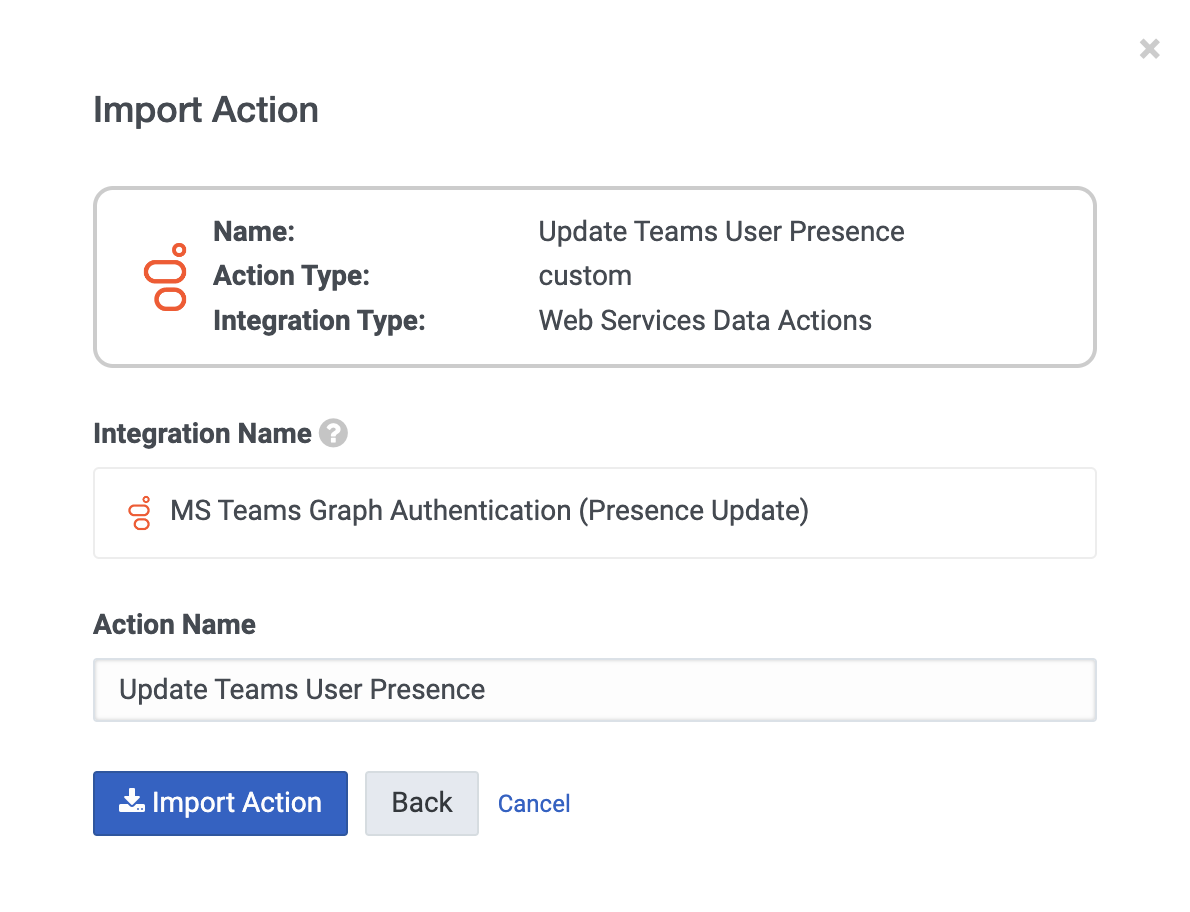 Import Action
Name: Update Teams User Presence
Action Type: custom
Integration Type: Web Services Data Actions
Integration Name ?
MS Teams Graph Authentication (Presence Update)
Action Name
Update Teams User Presence
Import Action Back Cancel